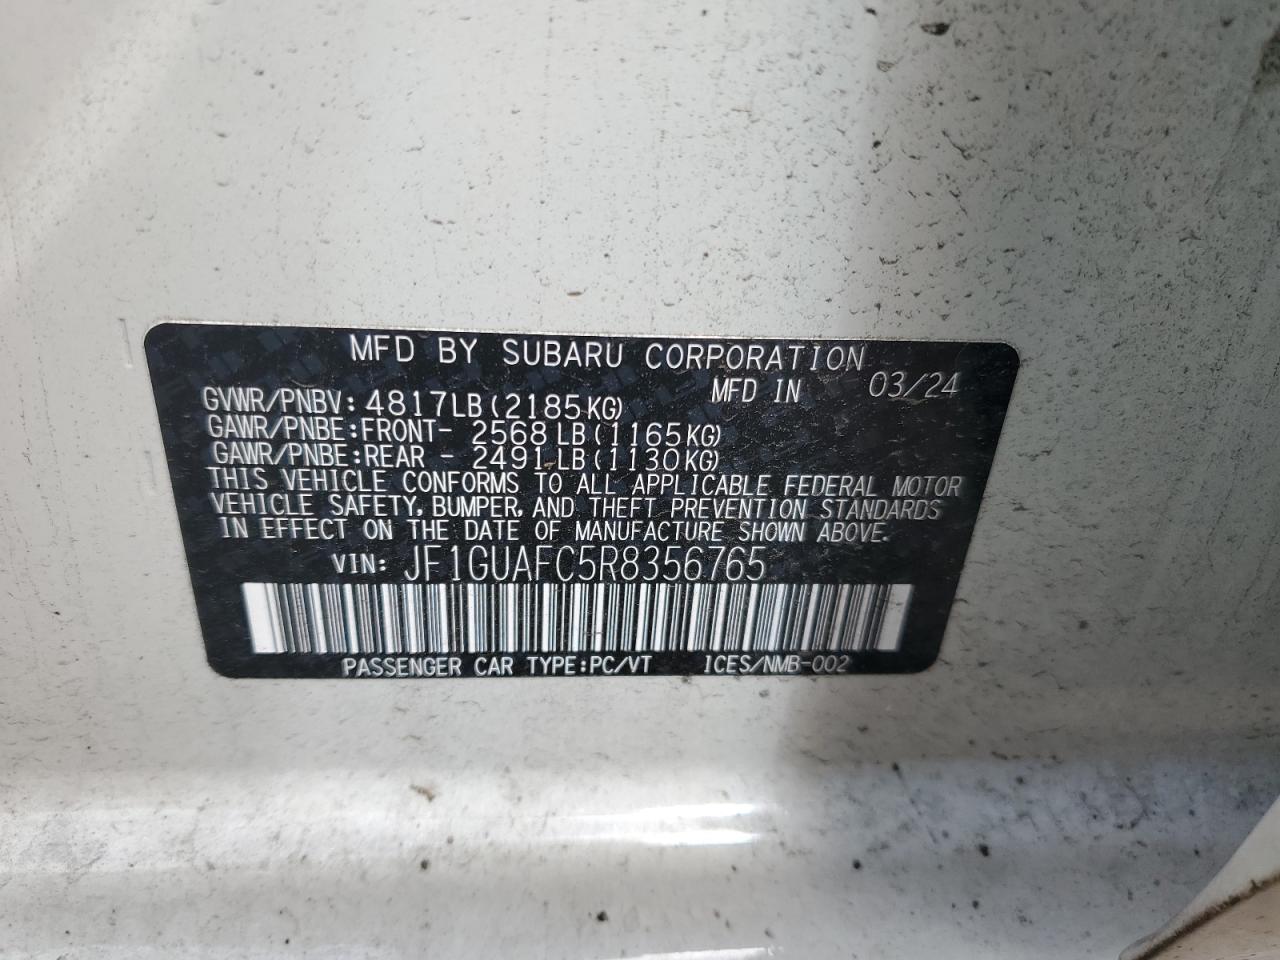 MFD BY SUBARU CORPORATION
MFD IN 03/24
GVWR/PNBV: 4817LB(2185KG)
GAWR/PNBE:FRONT- 2568LB(1165KG)
GAWR/PNBE:REAR - 2491LB(1130KG)
THIS VEHICLE CONFORMS TO ALL APPLICABLE FEDERAL MOTOR
VEHICLE SAFETY, BUMPER, AND THEFT PREVENTION STANDARDS
IN EFFECT ON THE DATE OF MANUFACTURE SHOWN ABOVE.
VIN: JF1GUAFC5R8356765
PASSENGER CAR TYPE:PC/VT ICES/NMB-002